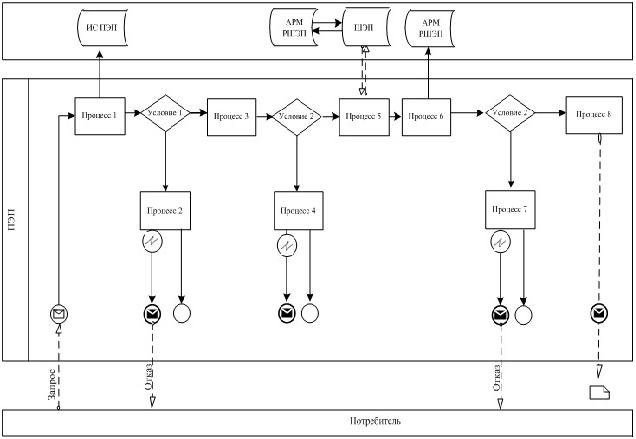 ИС ПЭП
АРМ
РШЭП
ШЭП
АРМ
РШЭП
Процесс 1
Условие 1
Процесс 3
Условие 2
Процесс 5
Процесс 6
Условие 2
Процесс 8
Процесс 2
Процесс 4
Процесс 7
Запрос
Отказ
Отказ
Потребитель